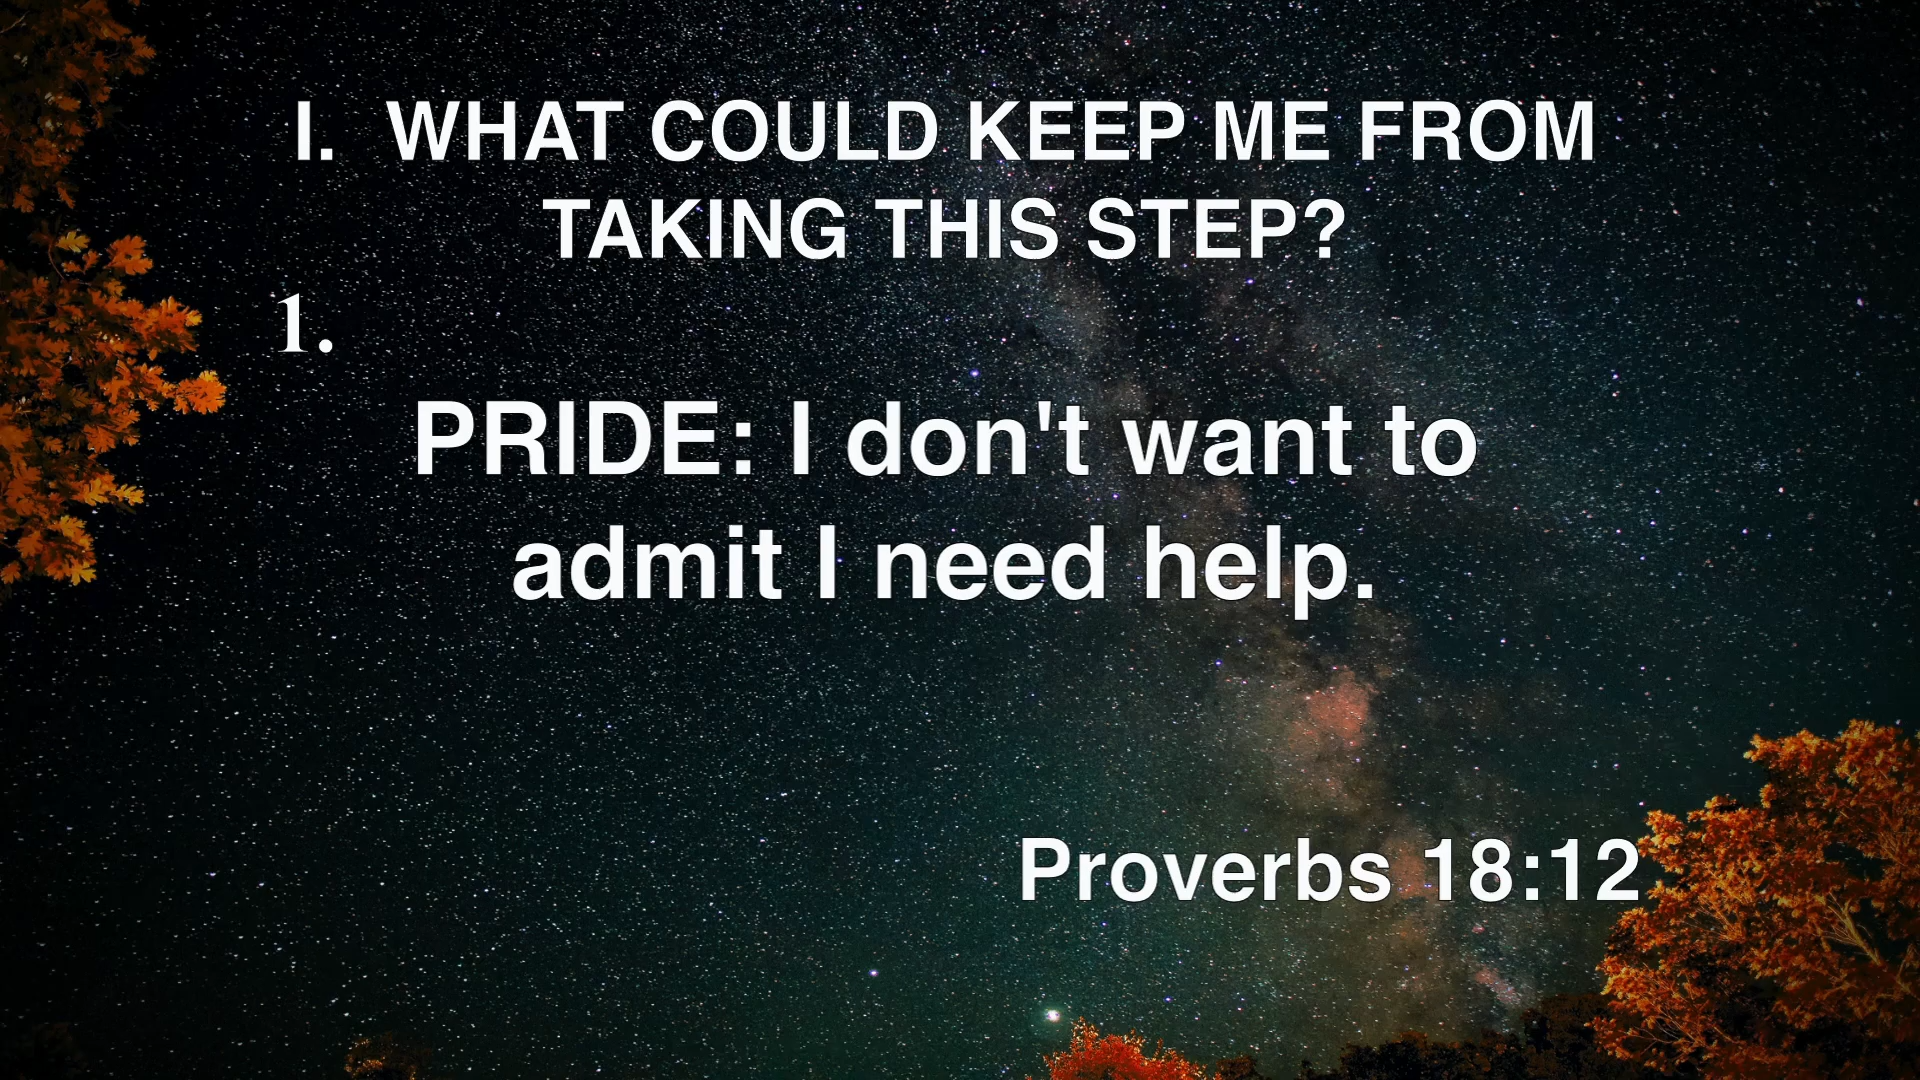 I. WHAT COULD KEEP ME FROM
TAKING THIS STEP?
1.
PRIDE: I don't want to
admit I need help.
Proverbs 18:12